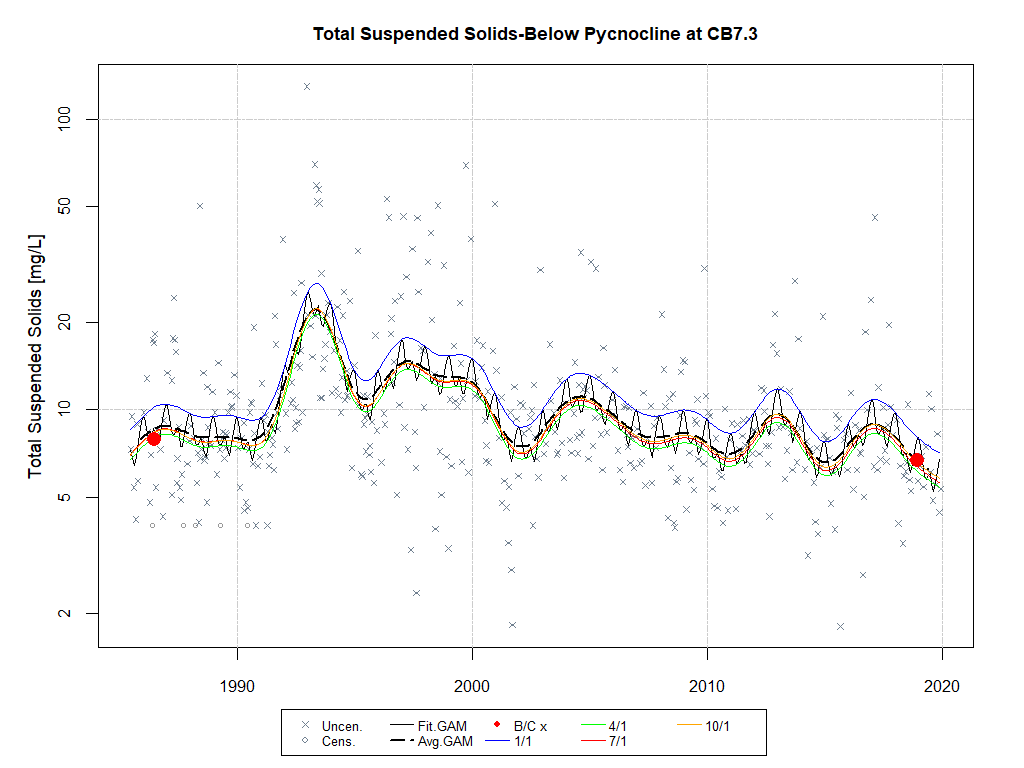 Total Suspended Solids-Below Pycnocline at CB7.3
Total Suspended Solids [mg/L]
100
50
20
10
5
2
1990 2000 2010 2020
Uncen. Fit.GAM B/C x 4/1 10/1
Cens. Avg.GAM 1/1 7/1